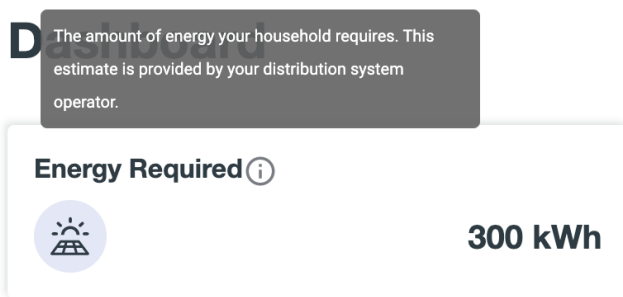 Dashboard
The amount of energy your household requires. This
estimate is provided by your distribution system
operator.
Energy Required
300 kWh